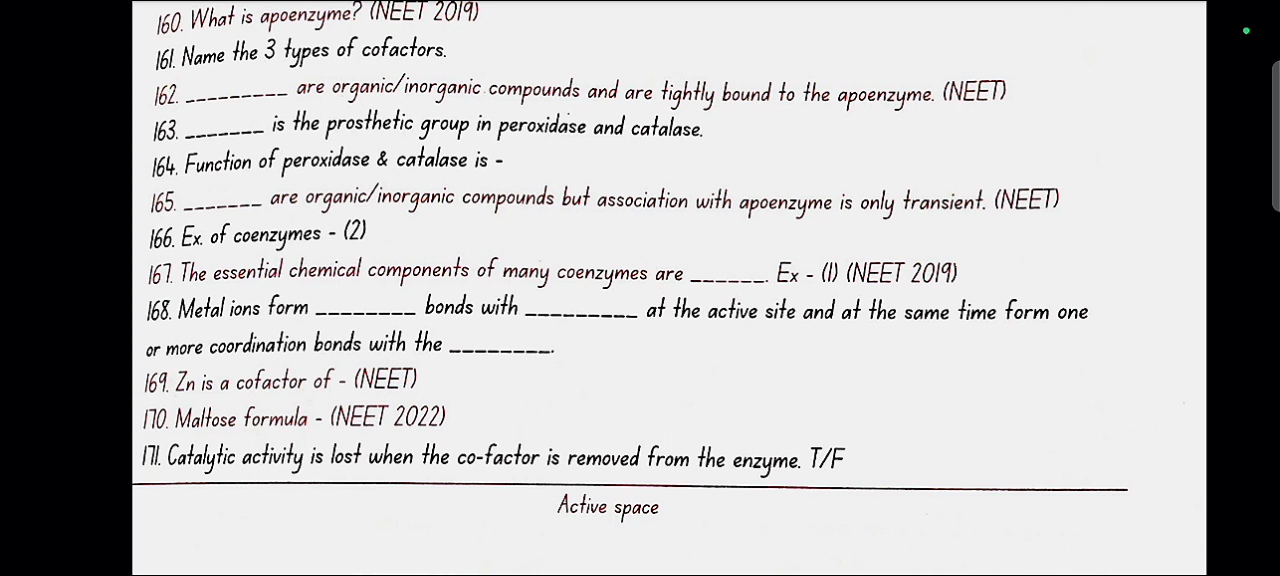 160. What is apoenzyme? (NEET 2019)
161. Name the 3 types of cofactors.
162. _________ are organic/inorganic compounds and are tightly bound to the apoenzyme. (NEET)
163. _______ is the prosthetic group in peroxidase and catalase.
164. Function of peroxidase & catalase is -
165. _______ are organic/inorganic compounds but association with apoenzyme is only transient. (NEET)
166. Ex. of coenzymes - (2)
167. The essential chemical components of many coenzymes are ______. Ex - (1) (NEET 2019)
168. Metal ions form ________ bonds with _________ at the active site and at the same time form one
or more coordination bonds with the ________.
169. Zn is a cofactor of - (NEET)
170. Maltose formula - (NEET 2022)
171. Catalytic activity is lost when the co-factor is removed from the enzyme. T/F
Active space